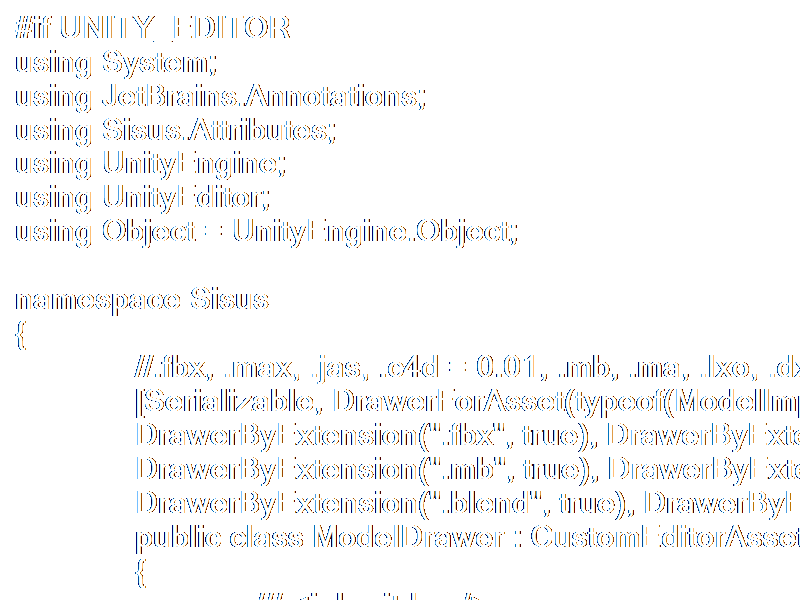 #if UNITY_EDITOR
using System;
using JetBrains.Annotations;
using Sisus.Attributes;
using UnityEngine;
using UnityEditor;
using Object = UnityEngine.Object;

namespace Sisus
{
//.fbx, .max, .jas, .c4d = 0.01, .mb, .ma, .lxo, .dx
[Serializable, DrawerForAsset(typeof(ModelImp
DrawerByExtension(".fbx", true), DrawerByExte
DrawerByExtension(".mb", true), DrawerByExte
DrawerByExtension(".blend", true), DrawerByE
public class ModelDrawer : CustomEditorAsset
{